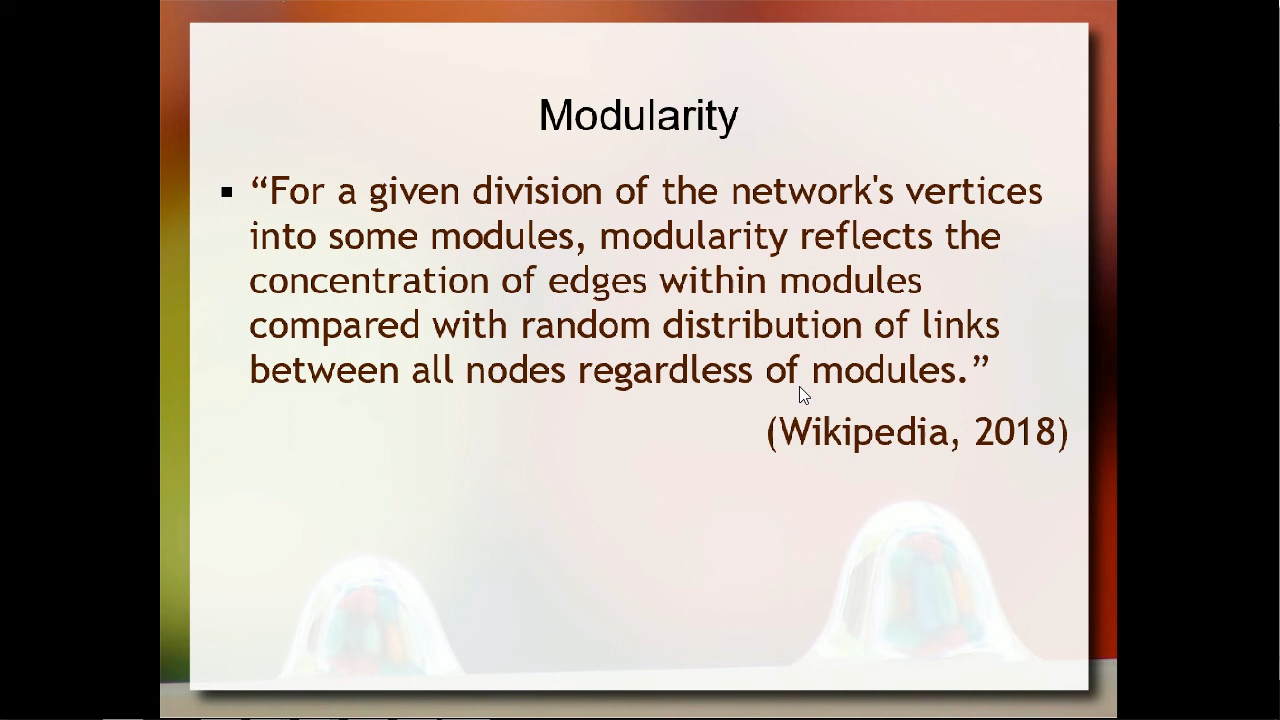 Modularity
▪ “For a given division of the network's vertices
into some modules, modularity reflects the
concentration of edges within modules
compared with random distribution of links
between all nodes regardless of modules.”
(Wikipedia, 2018)